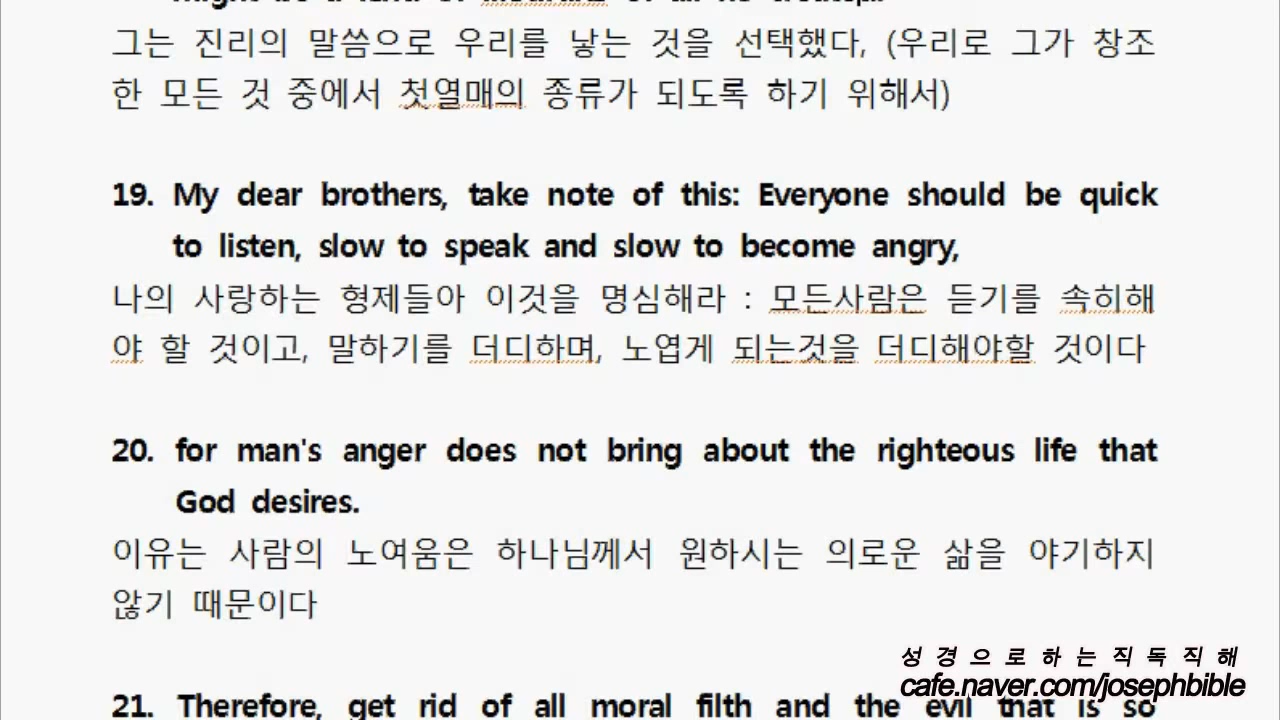 그는 진리의 말씀으로 우리를 낳는 것을 선택했다, (우리로 그가 창조
한 모든 것 중에서 첫열매의 종류가 되도록 하기 위해서)
19. My dear brothers, take note of this: Everyone should be quick
to listen, slow to speak and slow to become angry,
나의 사랑하는 형제들아 이것을 명심해라 : 모든사람은 듣기를 속히해
야 할 것이고, 말하기를 더디하며, 노엽게 되는것을 더디해야할 것이다
20. for man's anger does not bring about the righteous life that
God desires.
이유는 사람의 노여움은 하나님께서 원하시는 의로운 삶을 야기하지
않기 때문이다
21. Therefore, get rid of all moral filth and the evil that is so
성경으로하는직독직해
cafe.naver.com/josephbible